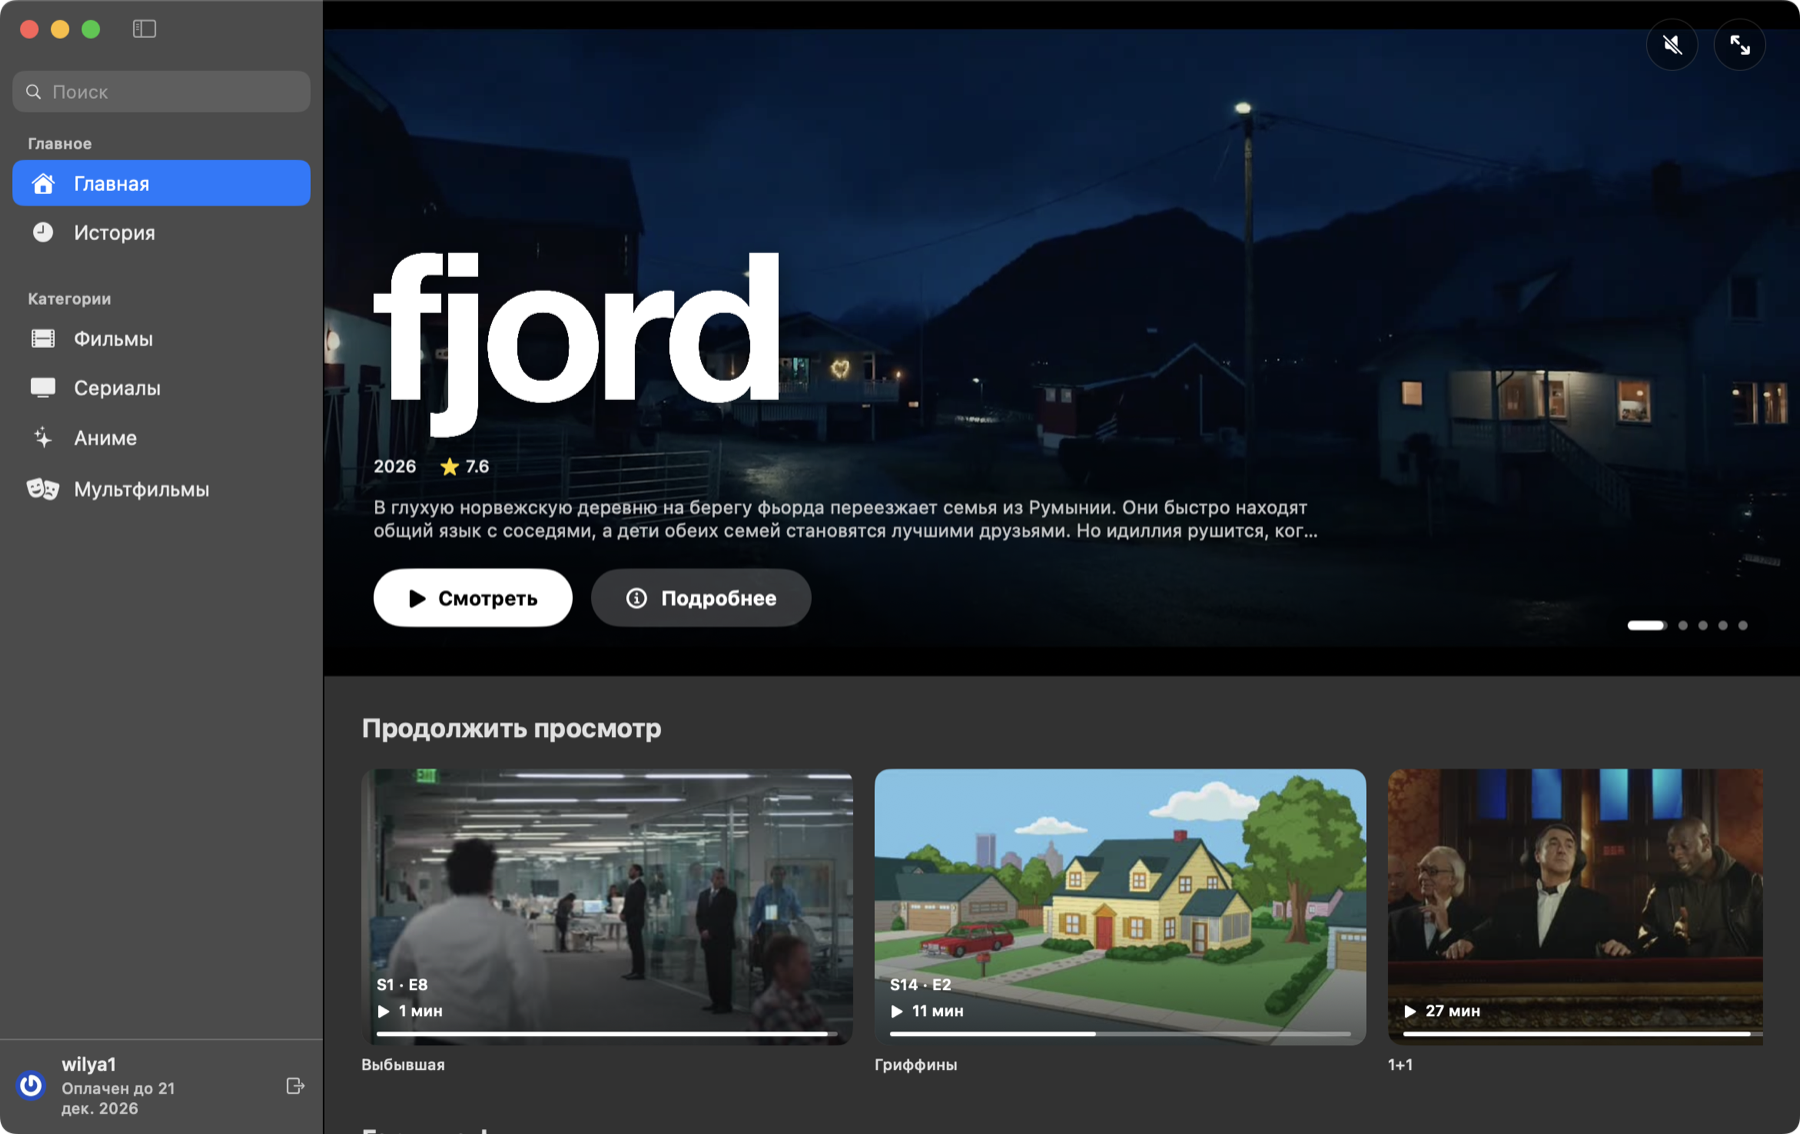 Поиск
Главное
Главная
История
Категории
Фильмы
Сериалы
Аниме
Мультфильмы
wilya1
Оплачен до 21
дек. 2026
fjord
2026 7.6
В глухую норвежскую деревню на берегу фьорда переезжает семья из Румынии. Они быстро находят
общий язык с соседями, а дети обеих семей становятся лучшими друзьями. Но идиллия рушится, ког...
Смотреть
Подробнее
Продолжить просмотр
EXIT
S1 · E8
1 мин
Выбывшая
S14 · E2
11 мин
Гриффины
27 мин
1+1